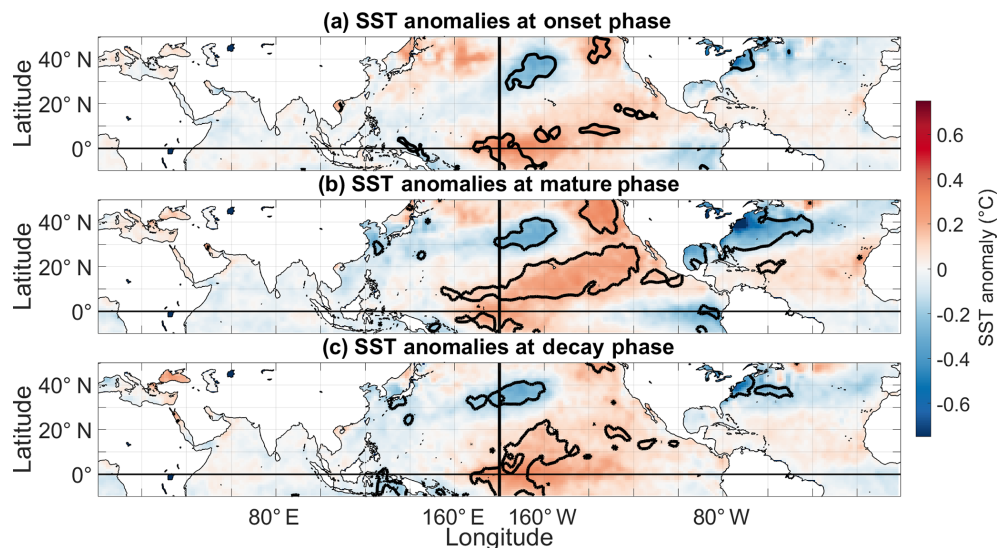 (a) SST anomalies at onset phase
40° N
20° N
0°
Latitude
(b) SST anomalies at mature phase
40° N
20° N
0°
Latitude
(c) SST anomalies at decay phase
40° N
20° N
0°
Latitude
80° E
160° E
160° W
80° W
Longitude
0.6
0.4
0.2
0
-0.2
-0.4
-0.6
SST anomaly (°C)